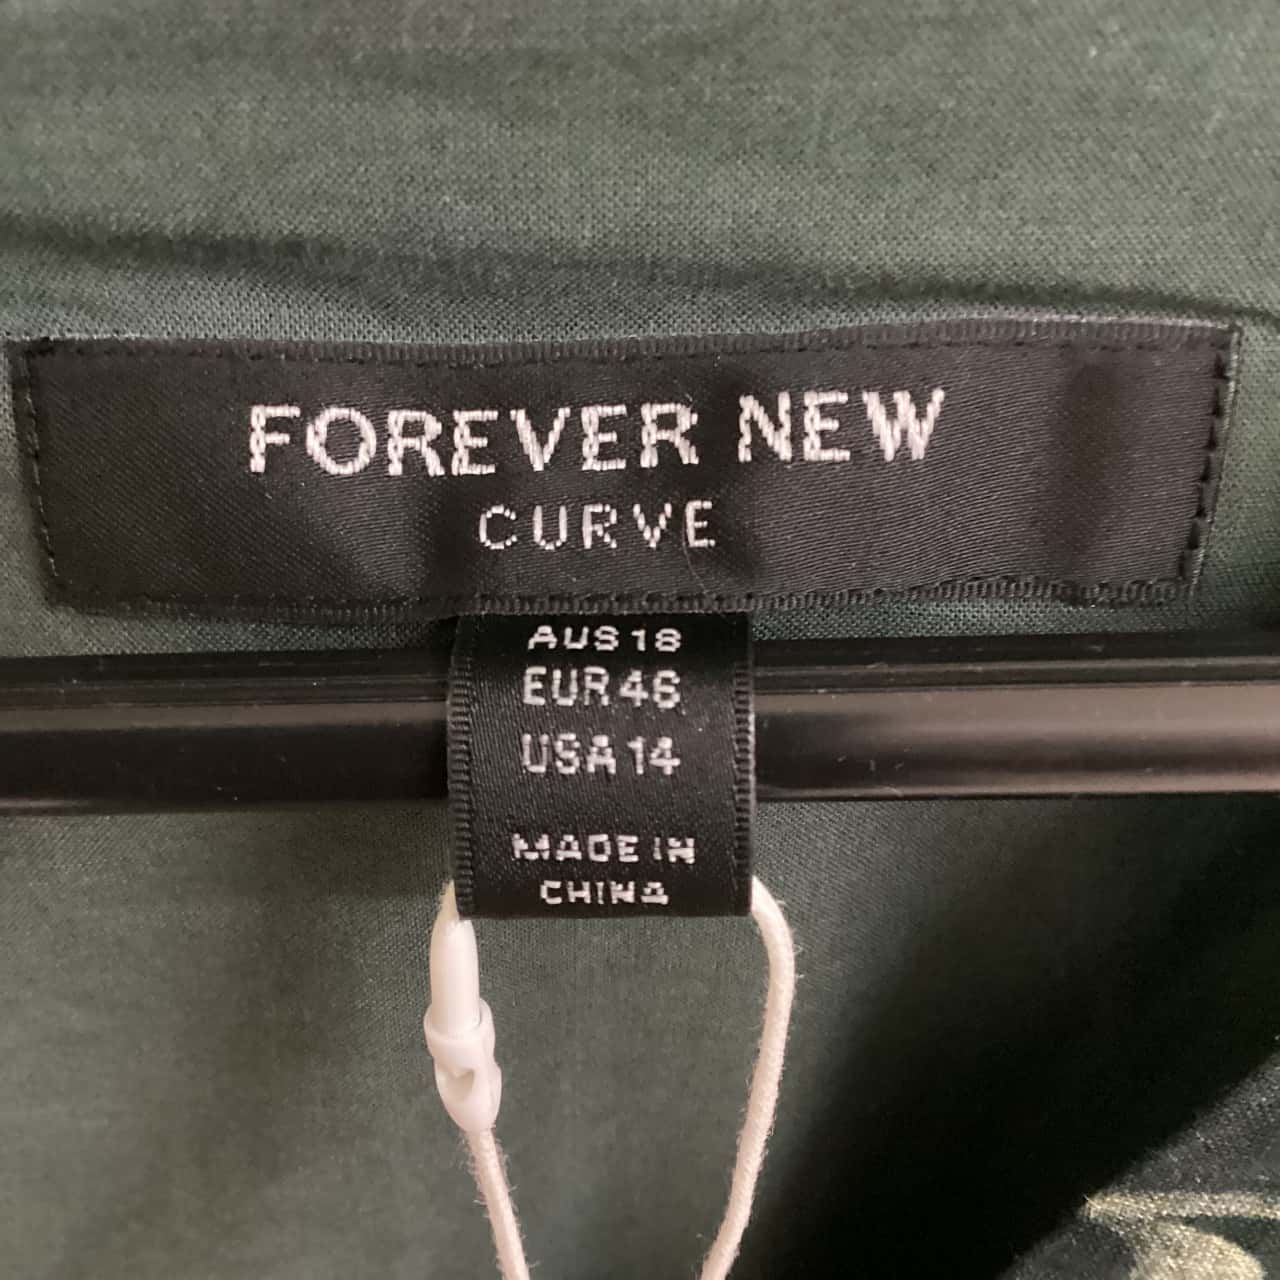 FOREVER NEW
CURVE
AUS 18
EUR 46
USA 14
MADE IN
CHINA